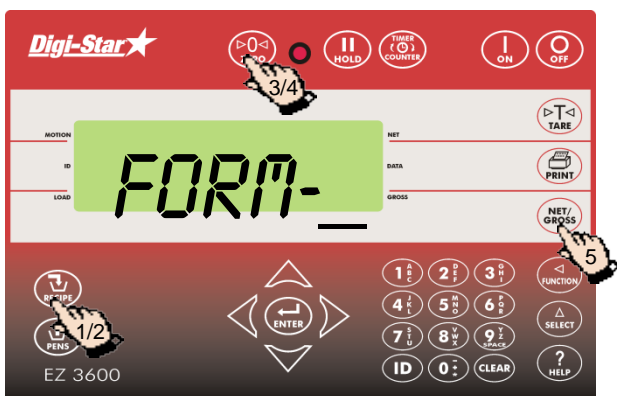 Digi-Star
0
ZERO
HOLD
TIMER
COUNTER
ON
OFF
3/4
T
TARE
MOTION
NET
ID
DATA
PRINT
LOAD
GROSS
FORM-_
NET/
GROSS
5
RECIPE
1/2
PENS
EZ 3600
ENTER
1 A B C
2 D E F
3 G H I
FUNCTION
4 J K L
5 M N O
6 P Q R
SELECT
7 S T U
8 V W X
9 Y Z SPACE
ID
0
CLEAR
?
HELP